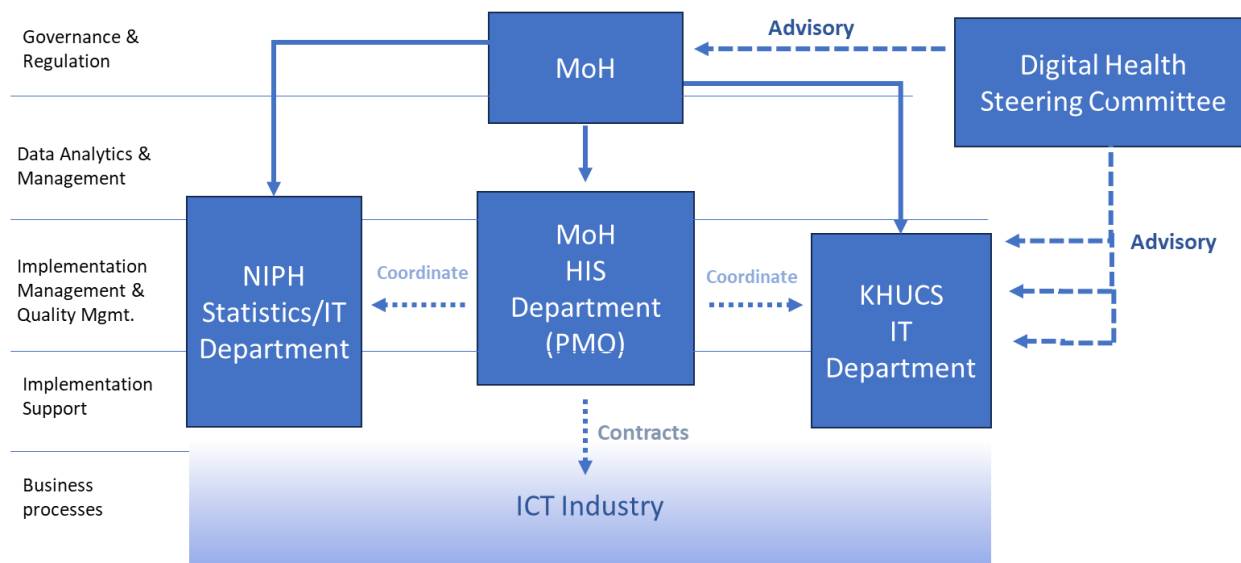 Governance &
Regulation
MoH
Advisory
Digital Health
Steering Committee
Data Analytics &
Management
Implementation
Management &
Quality Mgmt.
NIPH
Statistics/IT
Department
Coordinate
MoH
HIS
Department
(PMO)
Coordinate
KHUCS
IT
Department
Advisory
Implementation
Support
Contracts
Business
processes
ICT Industry